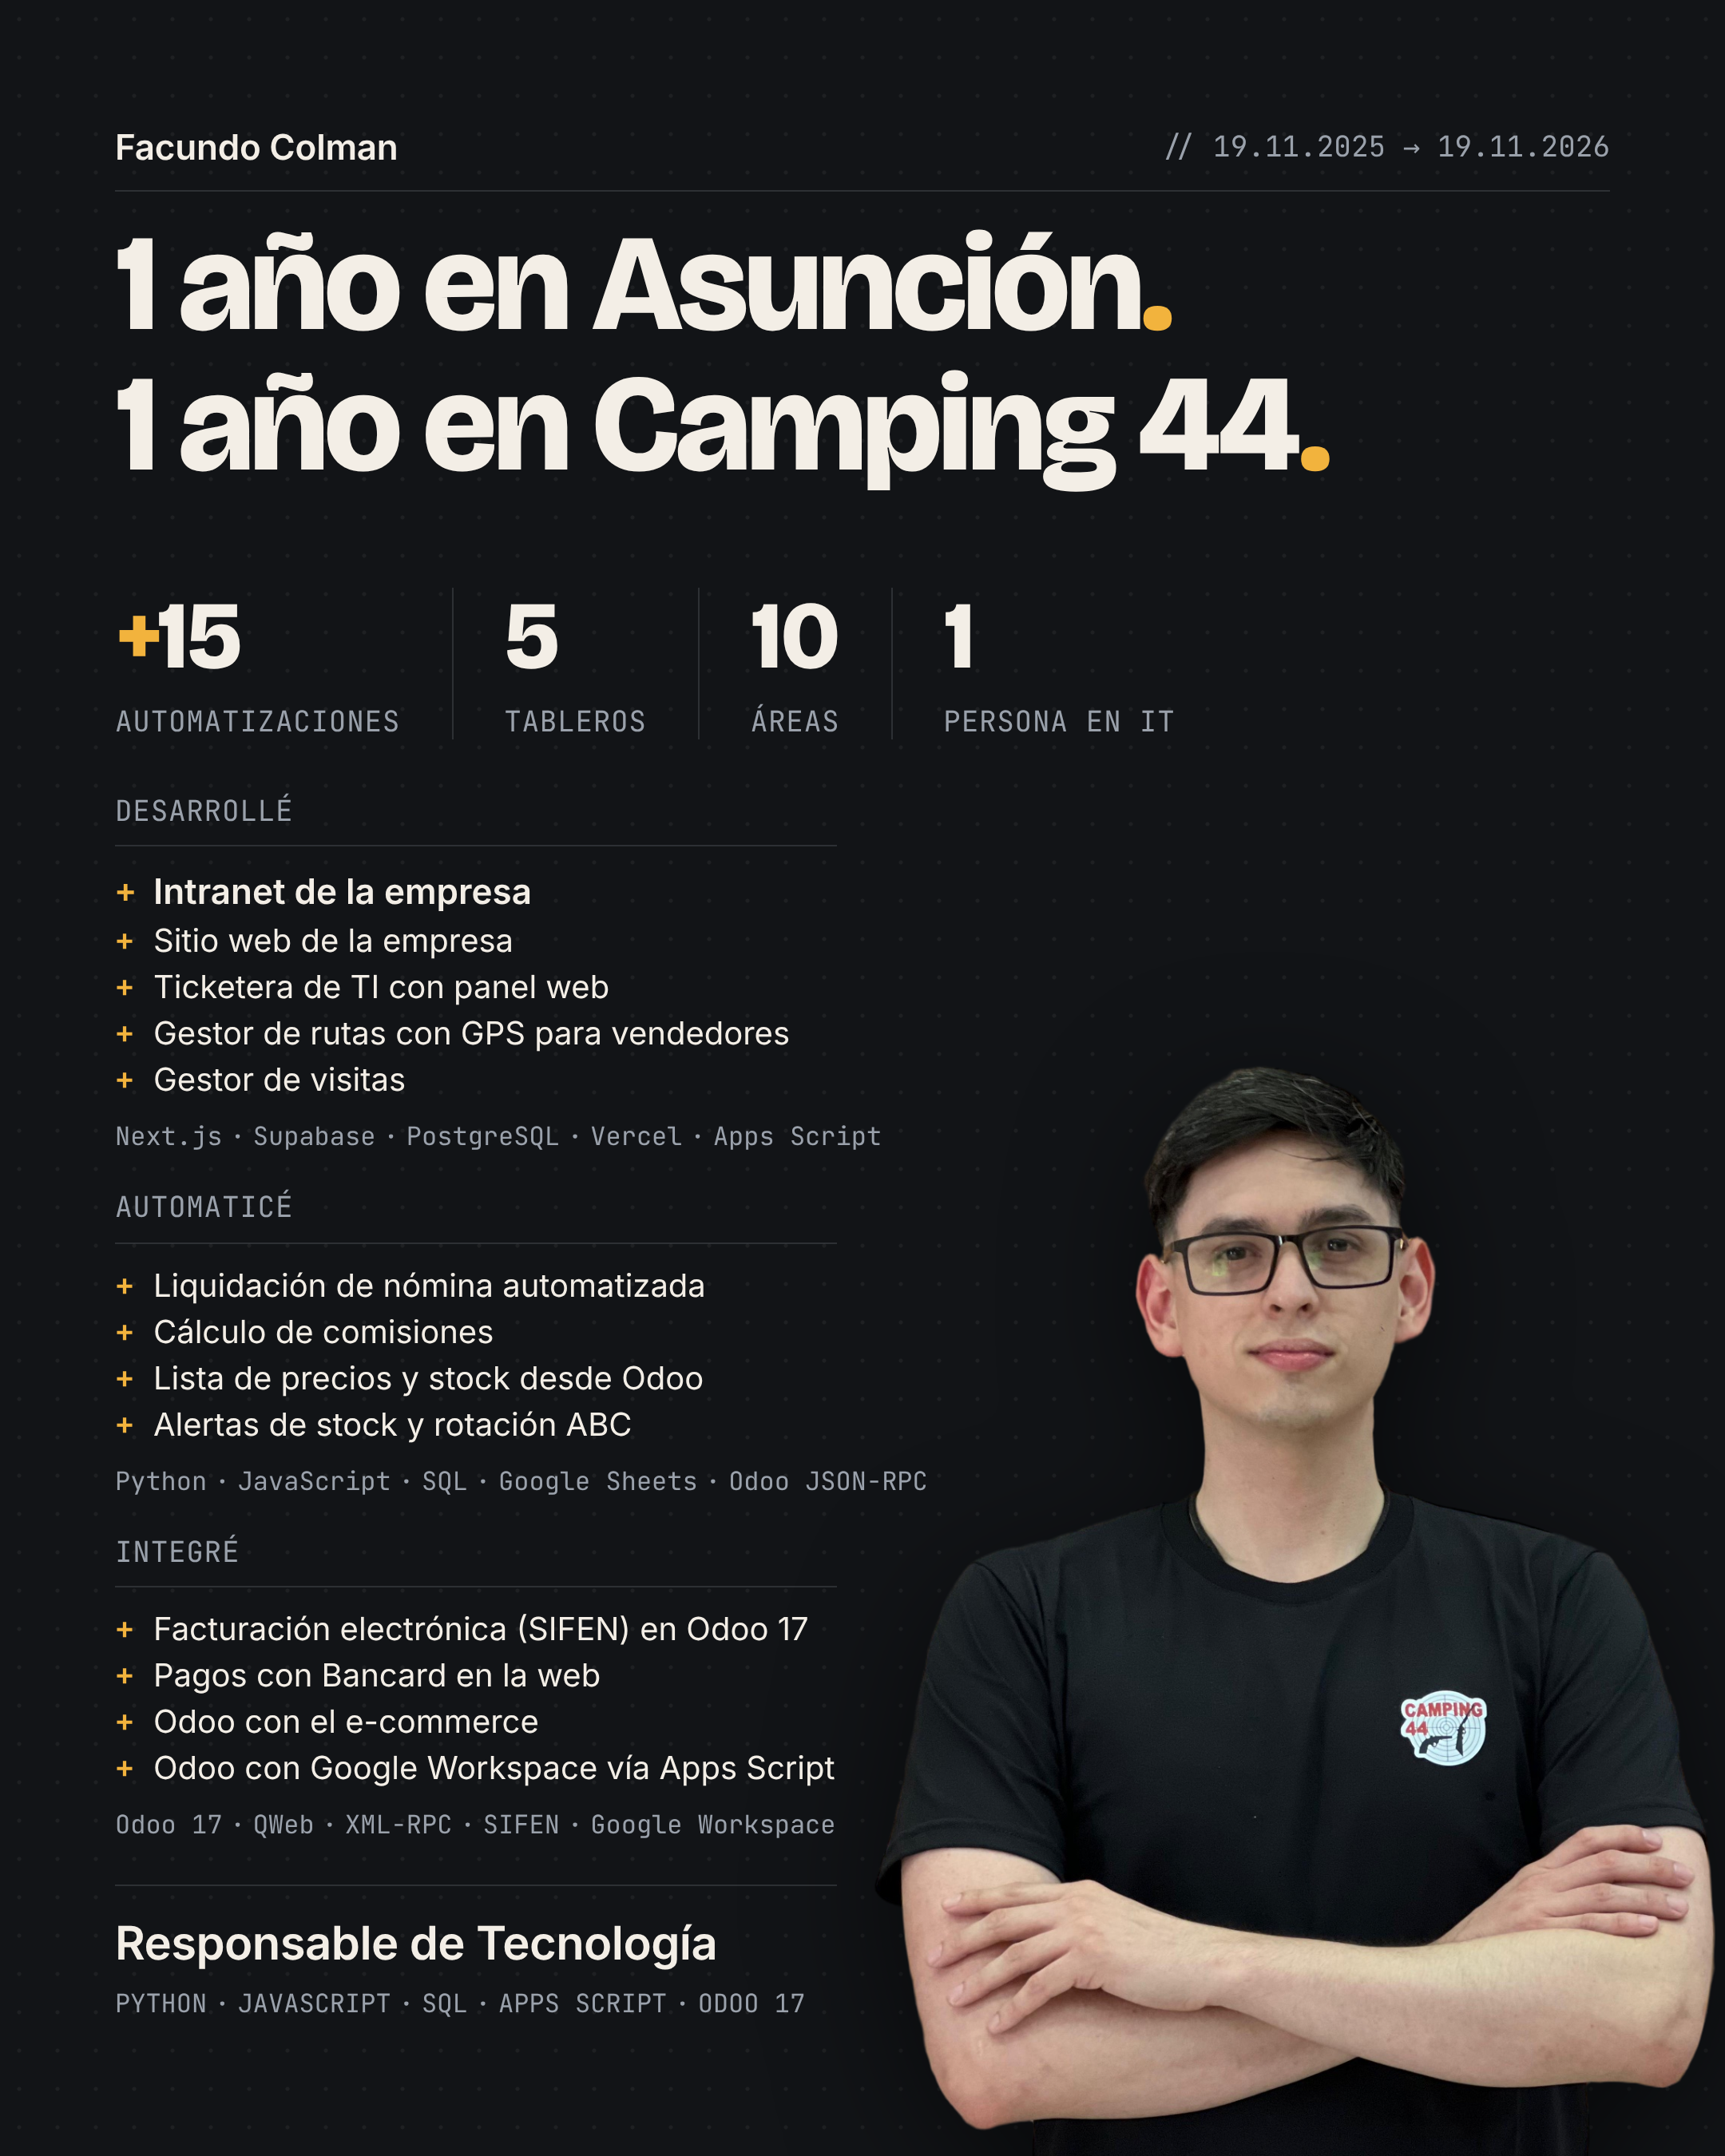 Facundo Colman
// 19.11.2025 → 19.11.2026
1 año en Asunción.
1 año en Camping 44.
+15
AUTOMATIZACIONES
5
TABLEROS
10
ÁREAS
1
PERSONA EN IT
DESARROLLÉ
+ Intranet de la empresa
+ Sitio web de la empresa
+ Ticketera de TI con panel web
+ Gestor de rutas con GPS para vendedores
+ Gestor de visitas
Next.js · Supabase · PostgreSQL · Vercel · Apps Script
AUTOMATICÉ
+ Liquidación de nómina automatizada
+ Cálculo de comisiones
+ Lista de precios y stock desde Odoo
+ Alertas de stock y rotación ABC
Python · JavaScript · SQL · Google Sheets · Odoo JSON-RPC
INTEGRÉ
+ Facturación electrónica (SIFEN) en Odoo 17
+ Pagos con Bancard en la web
+ Odoo con el e-commerce
+ Odoo con Google Workspace vía Apps Script
Odoo 17 · QWeb · XML-RPC · SIFEN · Google Workspace
CAMPING
44
Responsable de Tecnología
PYTHON · JAVASCRIPT · SQL · APPS SCRIPT · ODOO 17